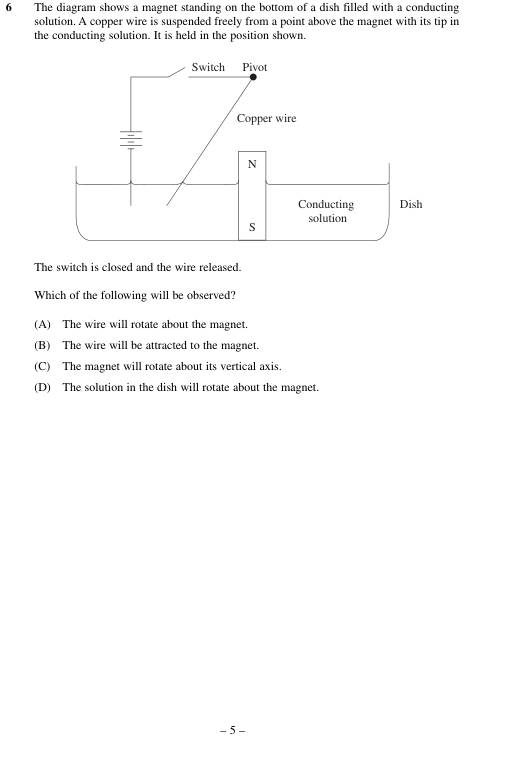 6 The diagram shows a magnet standing on the bottom of a dish filled with a conducting
solution. A copper wire is suspended freely from a point above the magnet with its tip in
the conducting solution. It is held in the position shown.
Switch Pivot
Copper wire
N
Conducting
solution
Dish
S
The switch is closed and the wire released.
Which of the following will be observed?
(A) The wire will rotate about the magnet.
(B) The wire will be attracted to the magnet.
(C) The magnet will rotate about its vertical axis.
(D) The solution in the dish will rotate about the magnet.
– 5 –